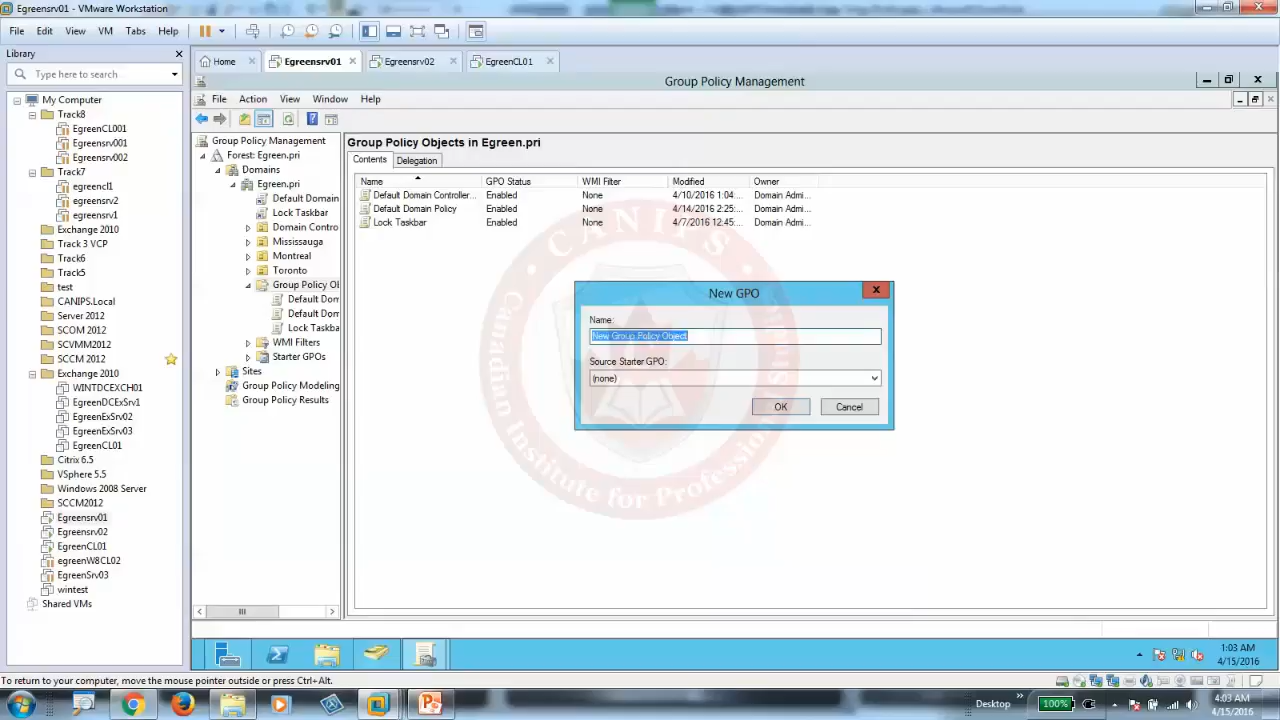 Egreensrv01 - VMware Workstation
File Edit View VM Tabs Help
Library
Type here to search
My Computer
Track8
EgreenCL001
Egreensrv001
Egreensrv002
Track7
egreencl1
egreensrv2
egreensrv1
Exchange 2010
Track 3 VCP
Track6
Track5
test
CANIPS.Local
Server 2012
SCOM 2012
SCVMM2012
SCCM 2012
Exchange 2010
WINTDCEXCH01
EgreenDCExSrv1
EgreenExSrv02
EgreenExSrv03
EgreenCL01
Citrix 6.5
VSphere 5.5
Windows 2008 Server
SCCM2012
Egreensrv01
Egreensrv02
EgreenCL01
egreenW8CL02
EgreenSrv03
wintest
Shared VMs
Home Egreensrv01 Egreensrv02 EgreenCL01
Group Policy Management
File Action View Window Help
Group Policy Management
Forest: Egreen.pri
Domains
Egreen.pri
Default Domain
Lock Taskbar
Domain Contro
Mississauga
Montreal
Toronto
Group Policy Ob
Default Dom
Default Dom
Lock Taskba
WMI Filters
Starter GPOs
Sites
Group Policy Modeling
Group Policy Results
Group Policy Objects in Egreen.pri
Contents Delegation
Name GPO Status WMI Filter Modified Owner
Default Domain Controller... Enabled None 4/10/2016 1:04:... Domain Admi...
Default Domain Policy Enabled None 4/14/2016 2:25:... Domain Admi...
Lock Taskbar Enabled None 4/7/2016 12:45:... Domain Admi...
New GPO
Name:
New Group Policy Object
Source Starter GPO:
(none)
OK Cancel
CANIPS
Canadian Institute for Professional
1:03 AM
4/15/2016
To return to your computer, move the mouse pointer outside or press Ctrl+Alt.
Desktop
100%
4:03 AM
4/15/2016